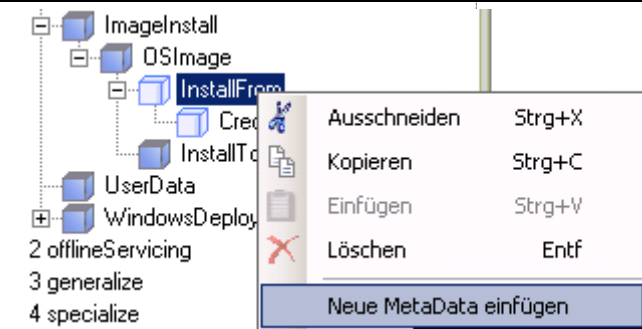 ImageInstall
OSImage
InstallFrom
InstallTo
UserData
2 offlineServicing
3 generalize
4 specialize
Ausschneiden Strg+X
Kopieren Strg+C
Einfügen Strg+V
Löschen Entf
Neue MetaData einfügen